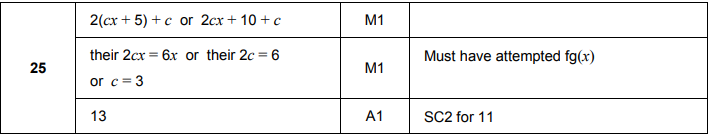 2(cx + 5) + c or 2cx + 10 + c M1
25 their 2cx = 6x or their 2c = 6
or c = 3 M1 Must have attempted fg(x)
13 A1 SC2 for 11